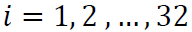 i = 1, 2 , … , 32